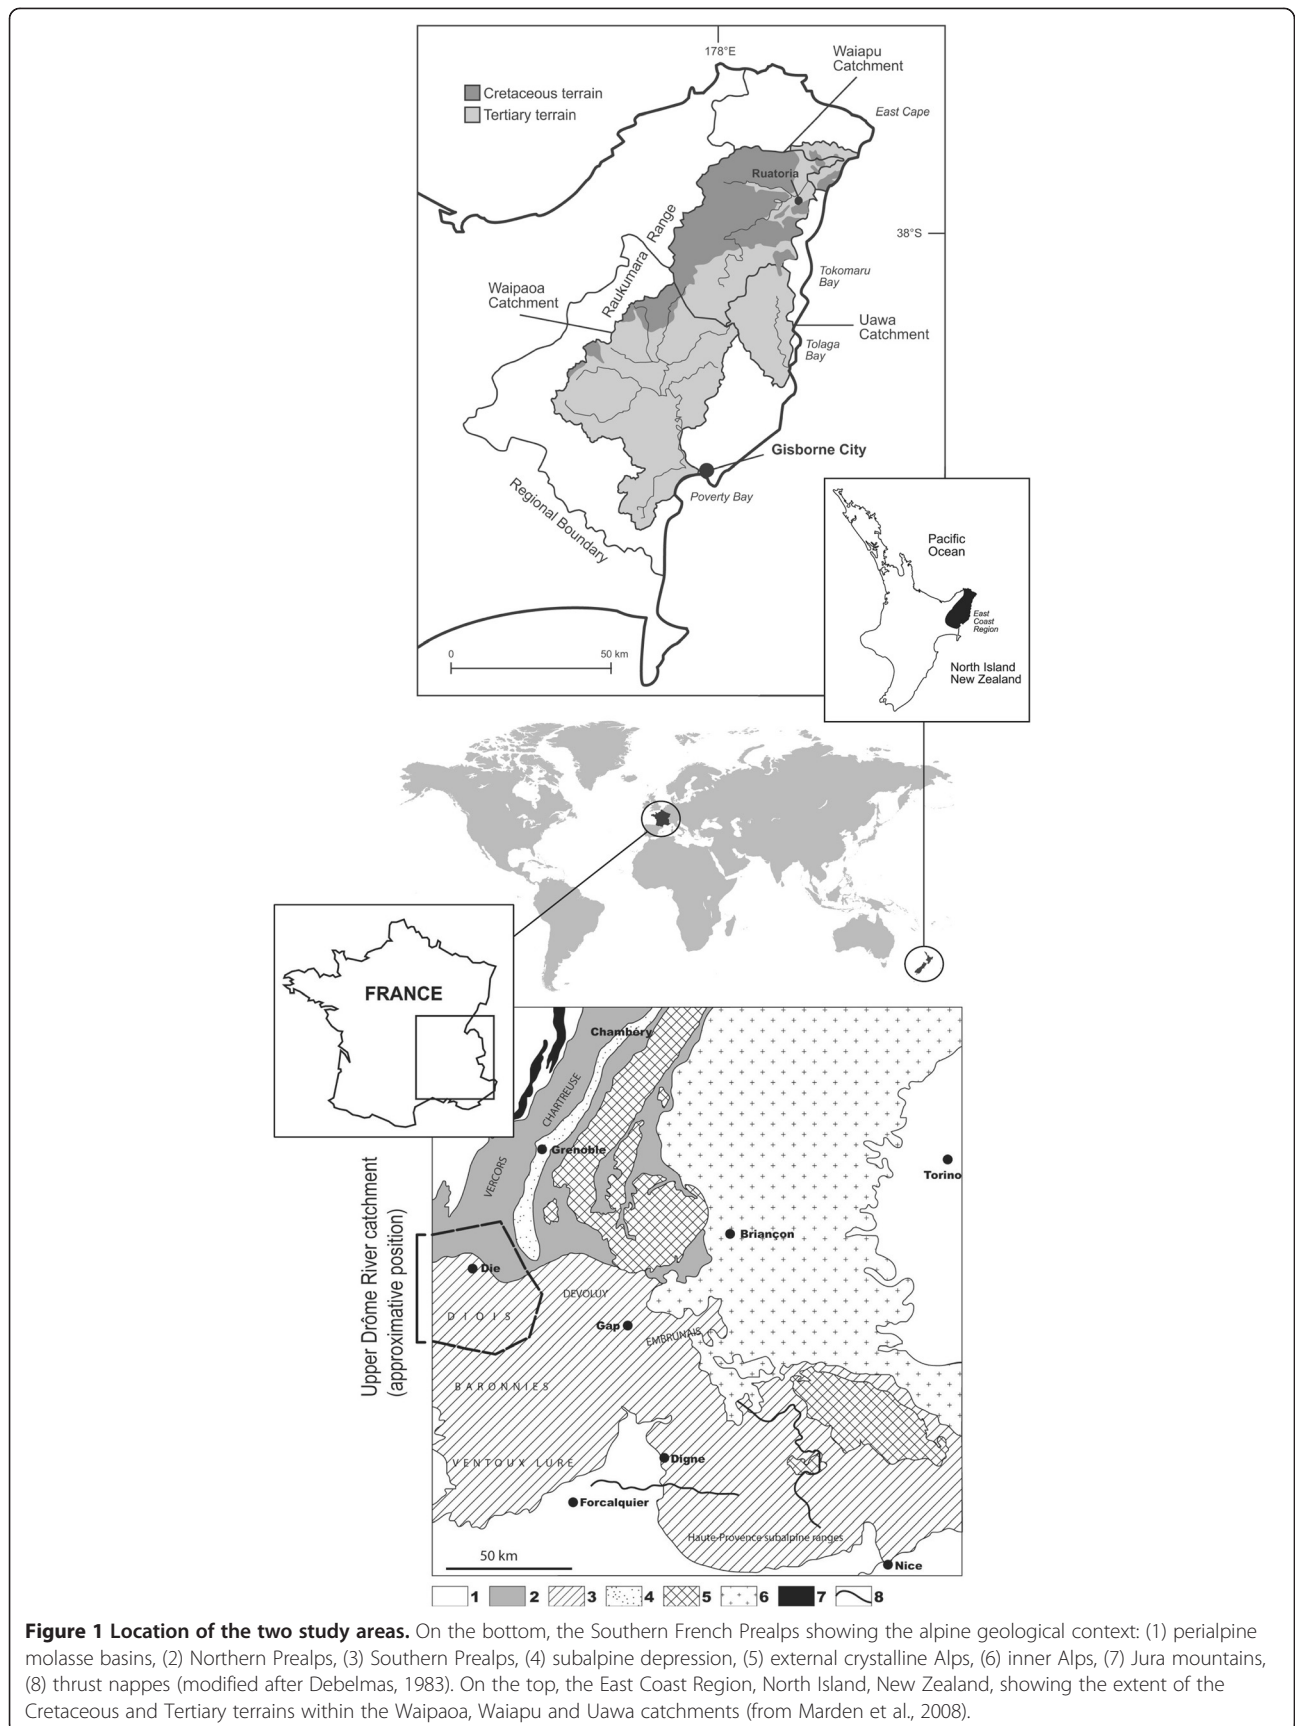 178°E
Waiapu
Catchment
Cretaceous terrain
Tertiary terrain
East Cape
Ruatoria
38°S
Raukumara Range
Tokomaru
Bay
Waipaoa
Catchment
Uawa
Catchment
Tolaga
Bay
Gisborne City
Poverty Bay
Regional Boundary
Pacific
Ocean
East
Coast
Region
North Island
New Zealand
0
50 km
FRANCE
Chambéry
CHARTREUSE
Grenoble
VERCORS
Torino
Briançon
Upper Drôme River catchment
(approximative position)
Die
DEVOLUY
DIOIS
Gap
EMBRUNAIS
BARONNIES
Digne
VENTOUX LURE
Forcalquier
Haute-Provence subalpine ranges
50 km
Nice
1 2 3 4 5 6 7 8
Figure 1 Location of the two study areas. On the bottom, the Southern French Prealps showing the alpine geological context: (1) perialpine
molasse basins, (2) Northern Prealps, (3) Southern Prealps, (4) subalpine depression, (5) external crystalline Alps, (6) inner Alps, (7) Jura mountains,
(8) thrust nappes (modified after Debelmas, 1983). On the top, the East Coast Region, North Island, New Zealand, showing the extent of the
Cretaceous and Tertiary terrains within the Waipaoa, Waiapu and Uawa catchments (from Marden et al., 2008).